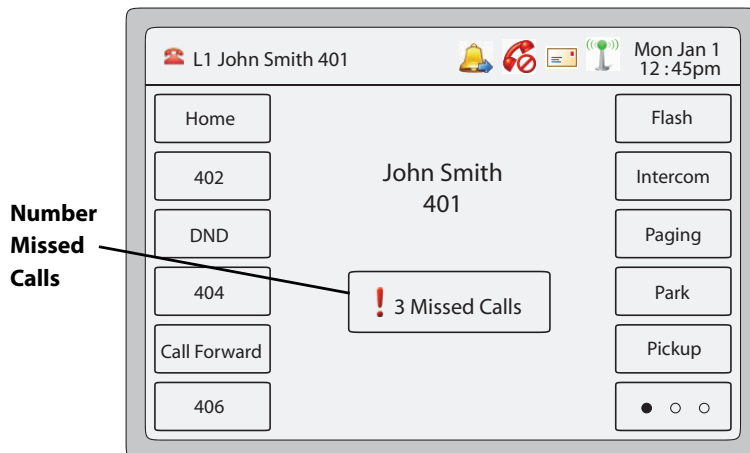 L1 John Smith 401
Mon Jan 1
12 :45pm
Home
402
DND
404
Call Forward
406
John Smith
401
3 Missed Calls
Flash
Intercom
Paging
Park
Pickup
Number
Missed
Calls